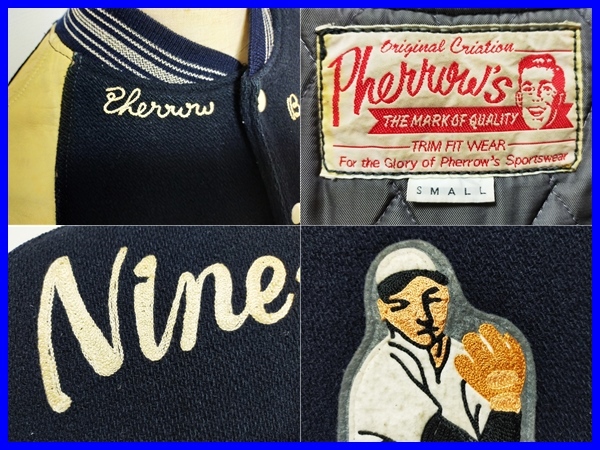 Pherrow
B
Original Criation
Pherrow's
THE MARK OF QUALITY
TRIM FIT WEAR
For the Glory of Pherrow's Sportswear
SMALL
Nine